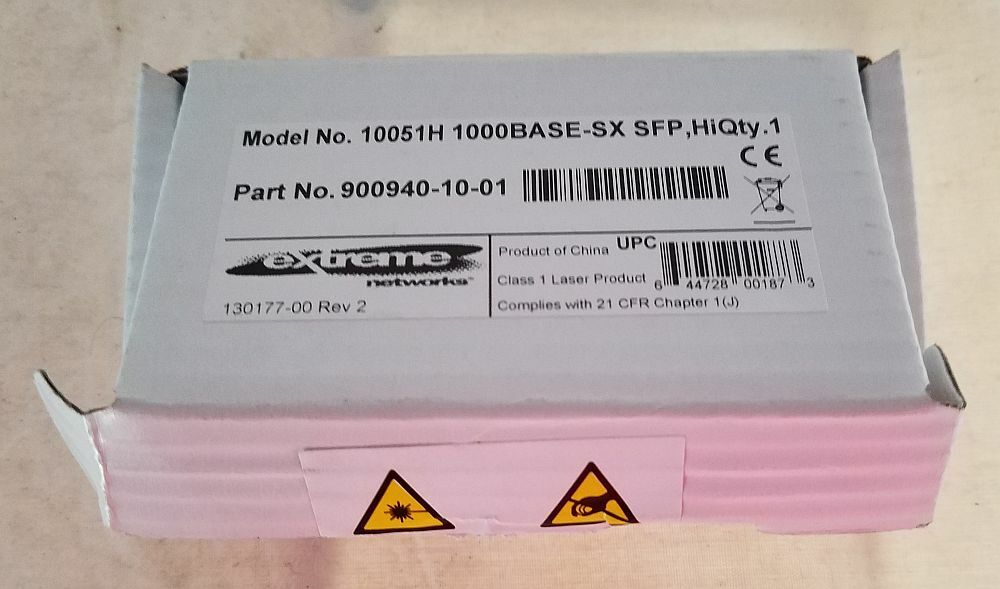 Model No. 10051H 1000BASE-SX SFP,HiQty.1
CE
Part No. 900940-10-01
extreme
networks™
130177-00 Rev 2
Product of China UPC
Class 1 Laser Product
6 44728 00187 3
Complies with 21 CFR Chapter 1(J)